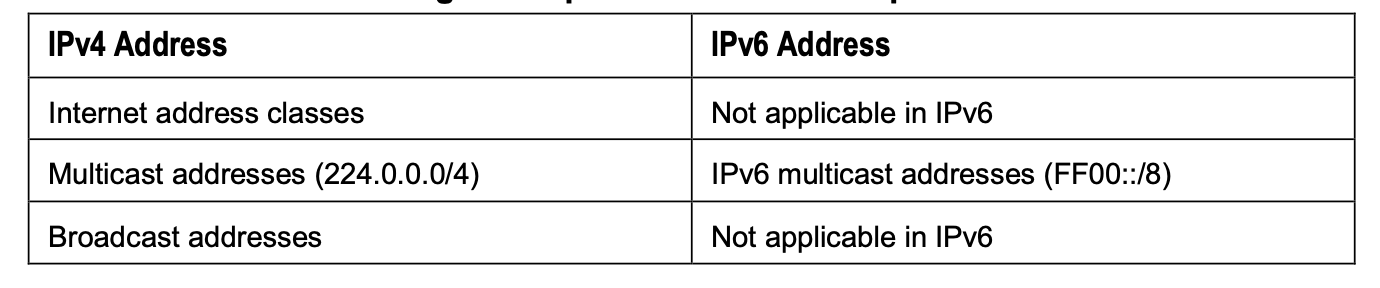 IPv4 Address IPv6 Address
Internet address classes Not applicable in IPv6
Multicast addresses (224.0.0.0/4) IPv6 multicast addresses (FF00::/8)
Broadcast addresses Not applicable in IPv6